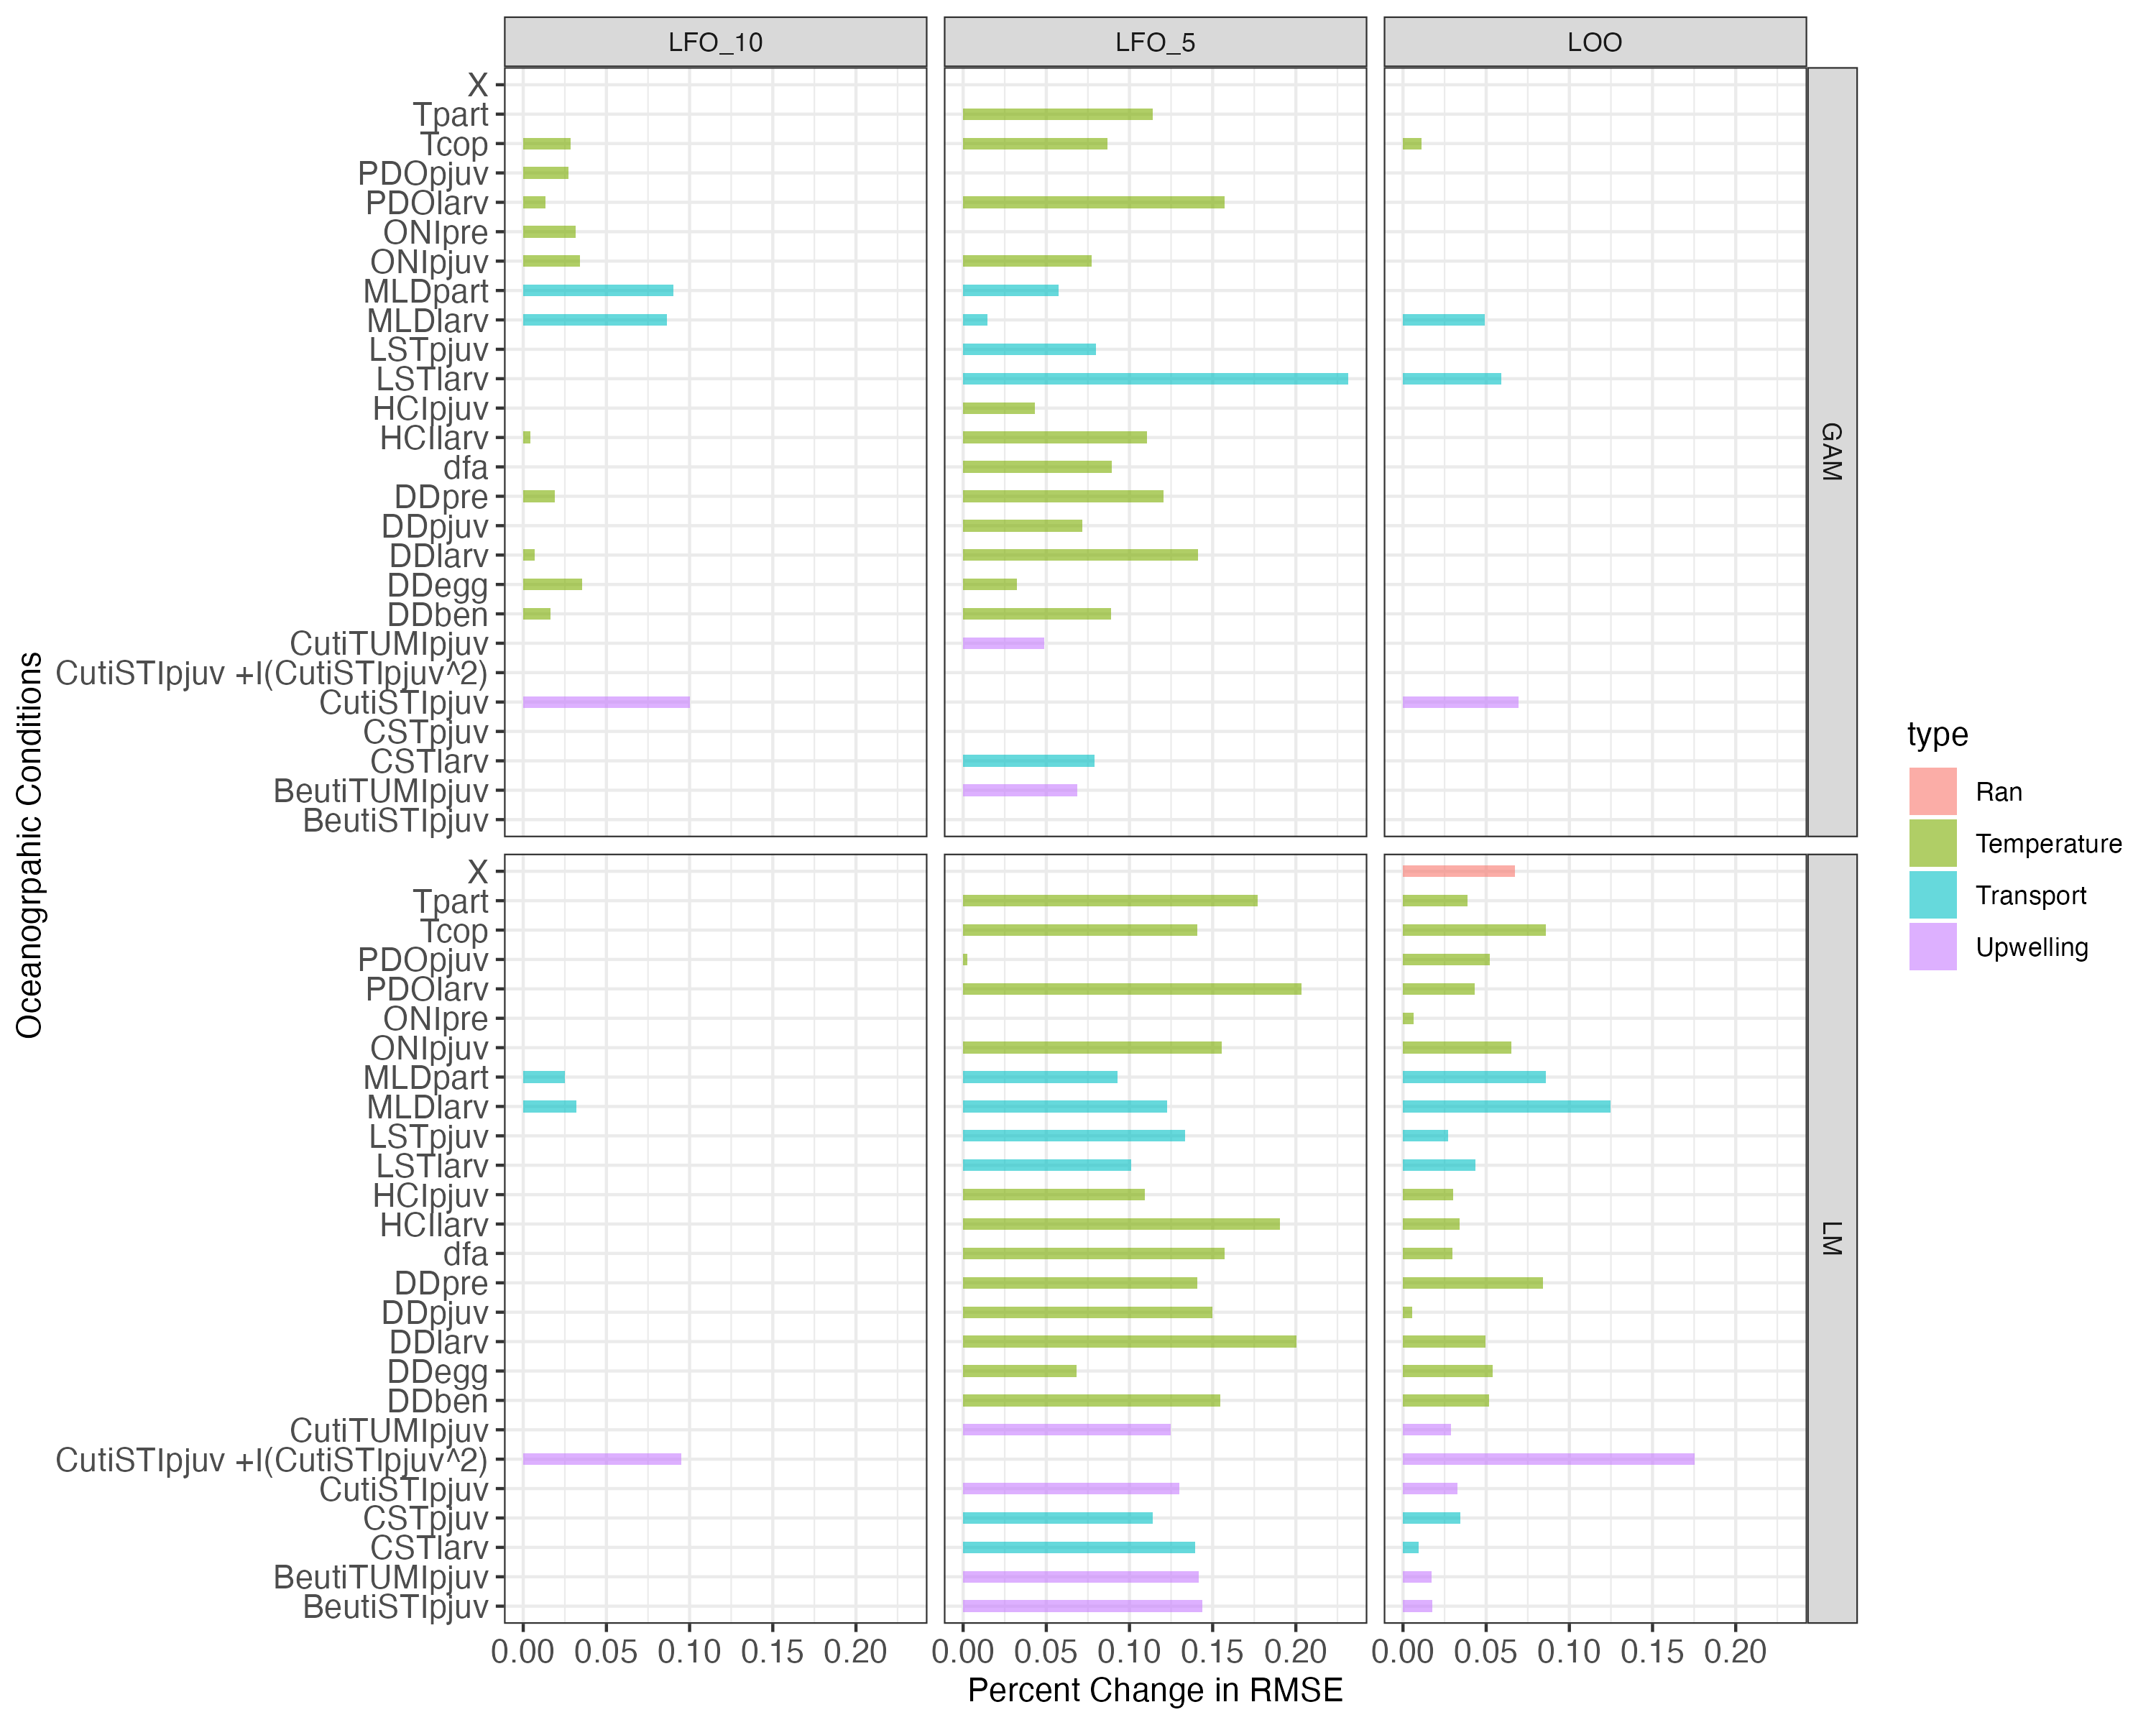 LFO_10 LFO_5 LOO
X
Tpart
Tcop
PDOpjuv
PDOlarv
ONIpre
ONIpjuv
MLDpart
MLDlarv
LSTpjuv
LSTlarv
HCIpjuv
HCIlarv
dfa
DDpre
DDpjuv
DDlarv
DDegg
DDben
CutiTUMIpjuv
CutiSTIpjuv +I(CutiSTIpjuv^2)
CutiSTIpjuv
CSTpjuv
CSTlarv
BeutiTUMIpjuv
BeutiSTIpjuv
GAM
X
Tpart
Tcop
PDOpjuv
PDOlarv
ONIpre
ONIpjuv
MLDpart
MLDlarv
LSTpjuv
LSTlarv
HCIpjuv
HCIlarv
dfa
DDpre
DDpjuv
DDlarv
DDegg
DDben
CutiTUMIpjuv
CutiSTIpjuv +I(CutiSTIpjuv^2)
CutiSTIpjuv
CSTpjuv
CSTlarv
BeutiTUMIpjuv
BeutiSTIpjuv
LM
0.00 0.05 0.10 0.15 0.20 0.00 0.05 0.10 0.15 0.20 0.00 0.05 0.10 0.15 0.20
Percent Change in RMSE
Oceanogrpahic Conditions
type
Ran
Temperature
Transport
Upwelling